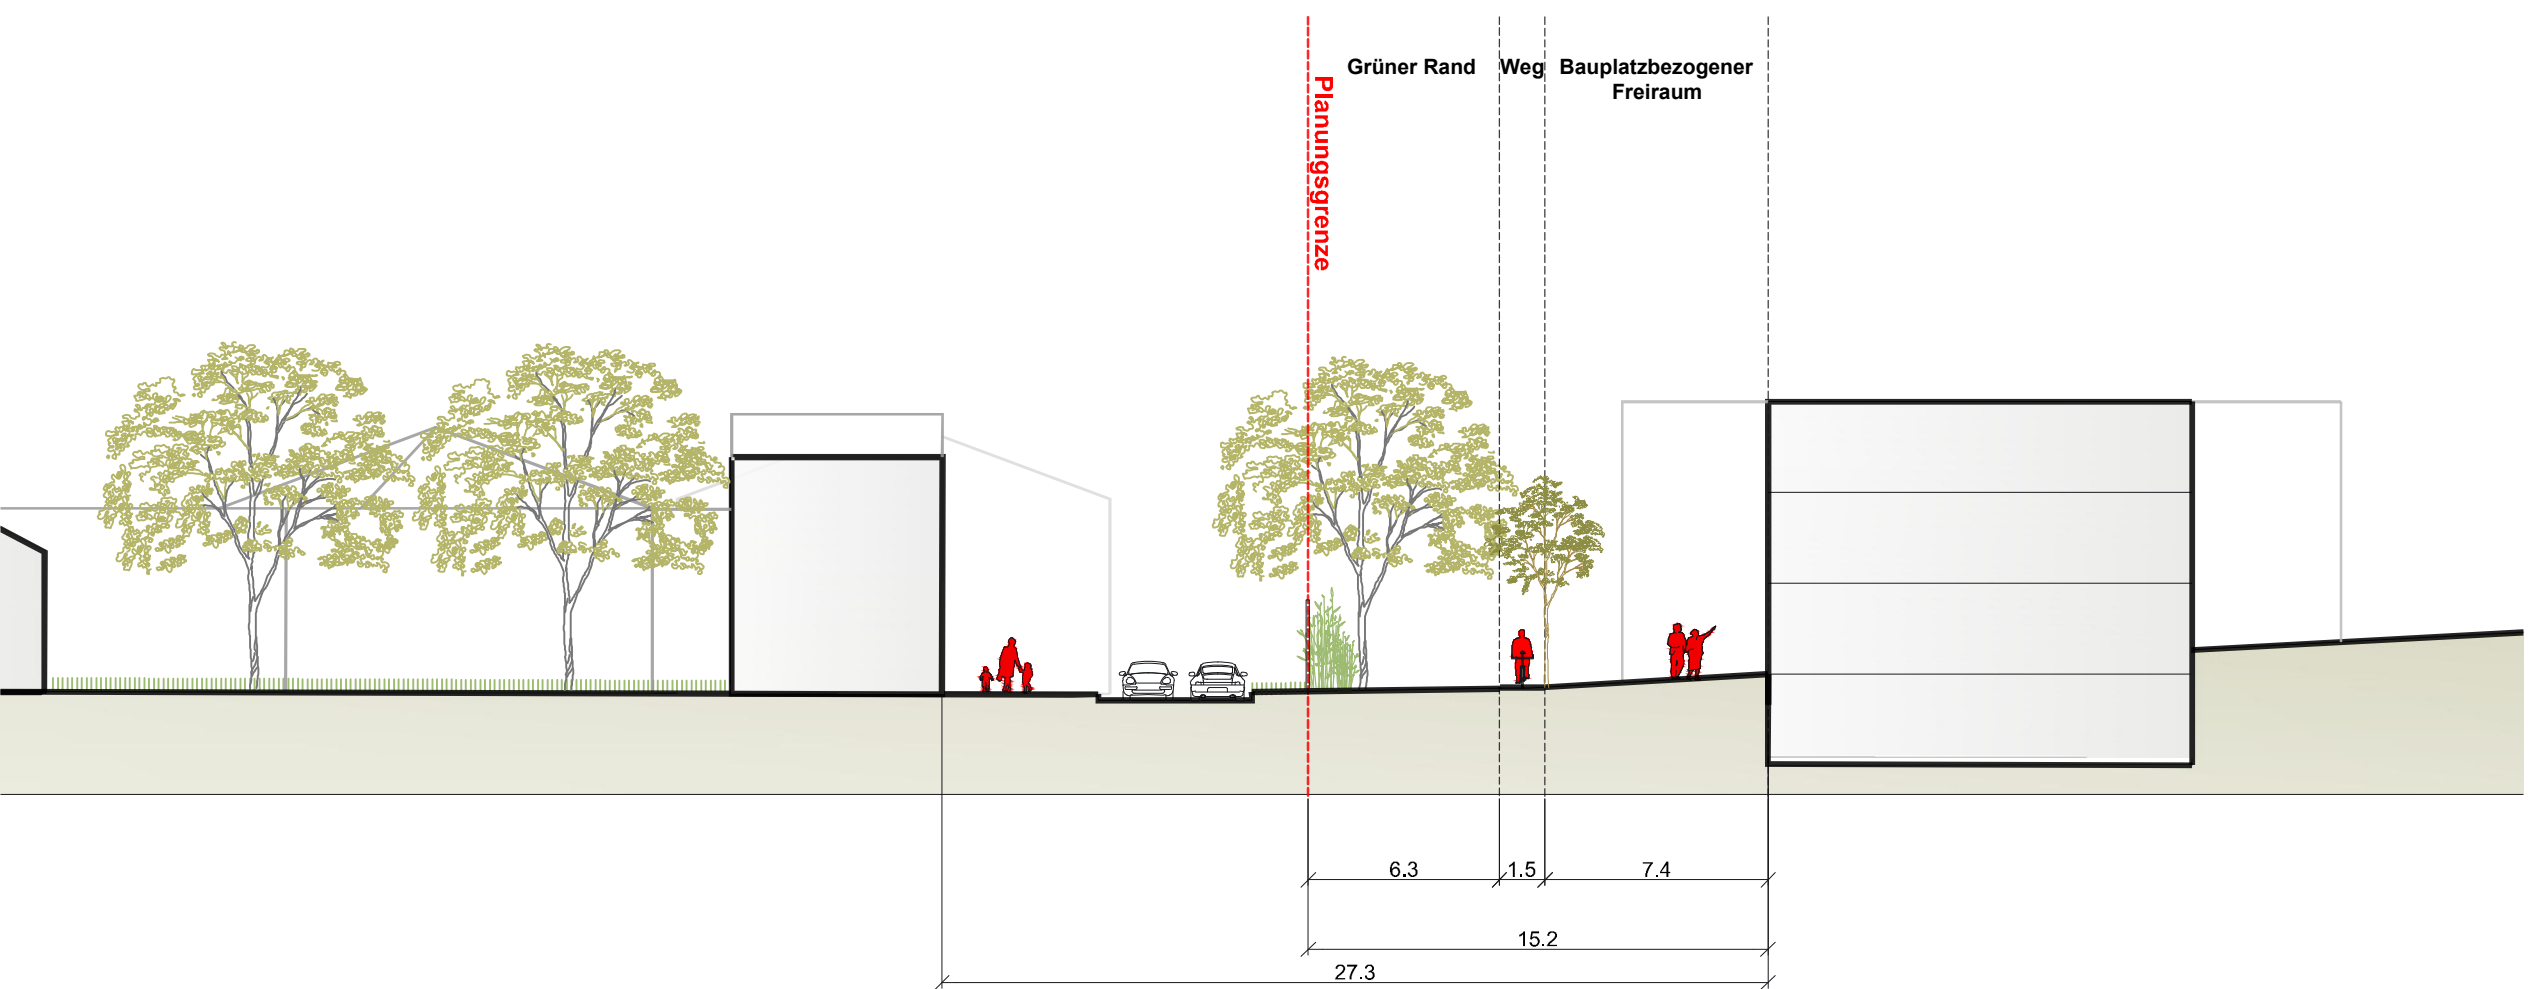 Grüner Rand
Weg
Bauplatzbezogener
Freiraum
Planungsgrenze
6.3
1.5
7.4
15.2
27.3